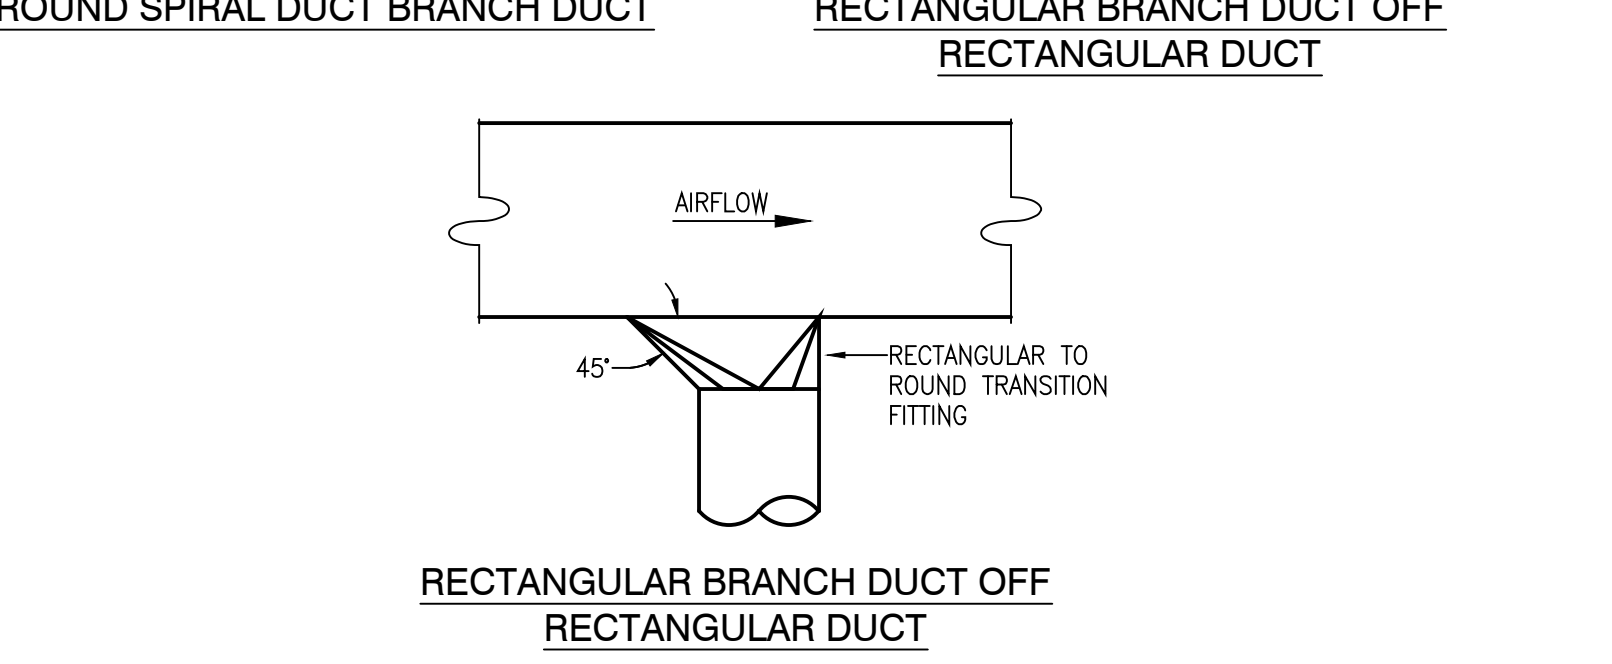 ROUND SPIRAL DUCT BRANCH DUCT
RECTANGULAR BRANCH DUCT OFF
RECTANGULAR DUCT
AIRFLOW
45°
RECTANGULAR TO
ROUND TRANSITION
FITTING
RECTANGULAR BRANCH DUCT OFF
RECTANGULAR DUCT